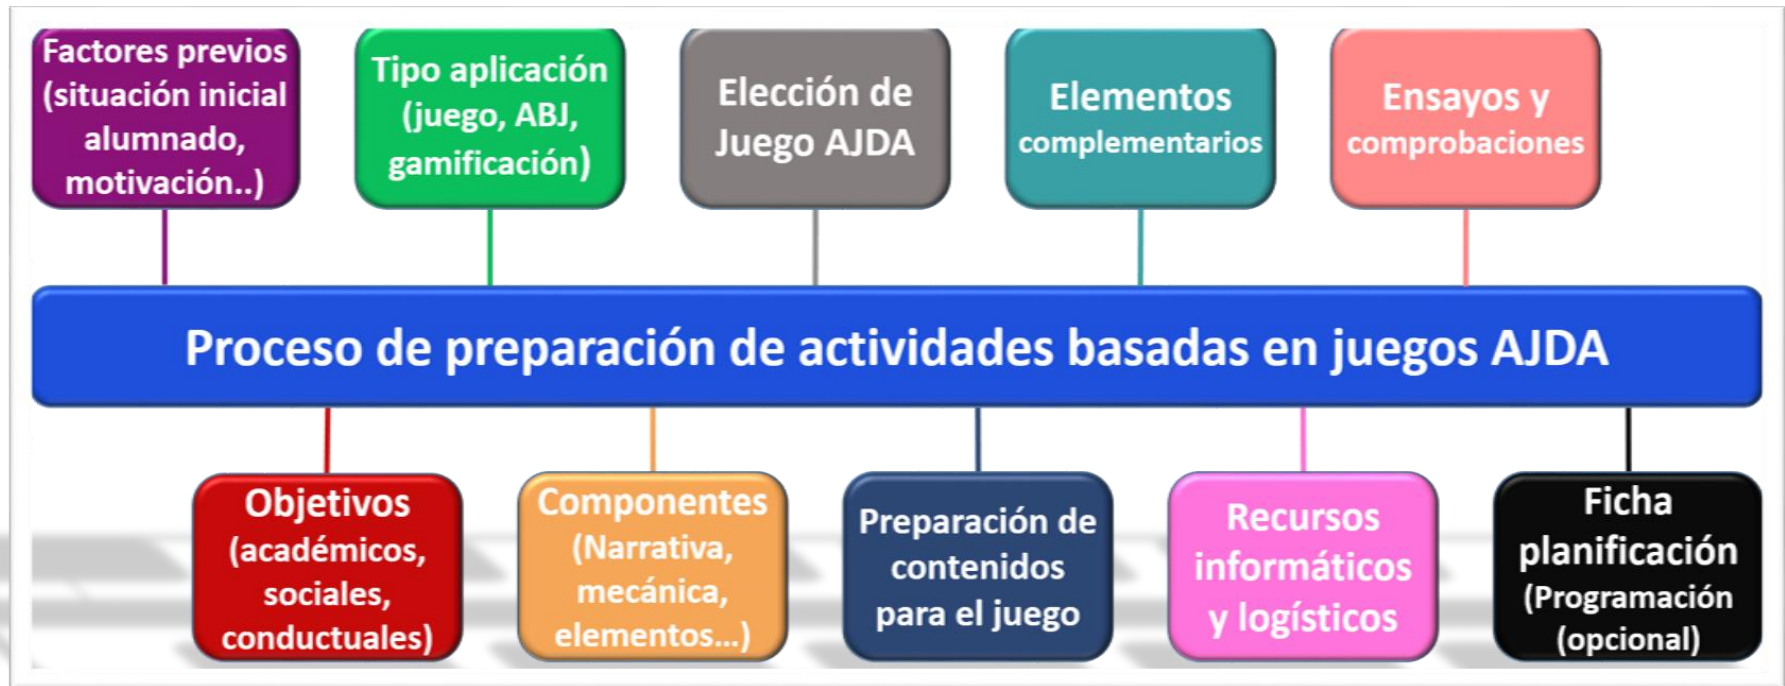 Factores previos
(situación inicial
alumnado,
motivación..)
Tipo aplicación
(juego, ABJ,
gamificación)
Elección de
Juego AJDA
Elementos
complementarios
Ensayos y
comprobaciones
Proceso de preparación de actividades basadas en juegos AJDA
Objetivos
(académicos,
sociales,
conductuales)
Componentes
(Narrativa,
mecánica,
elementos...)
Preparación de
contenidos
para el juego
Recursos
informáticos
y logísticos
Ficha
planificación
(Programación
(opcional)